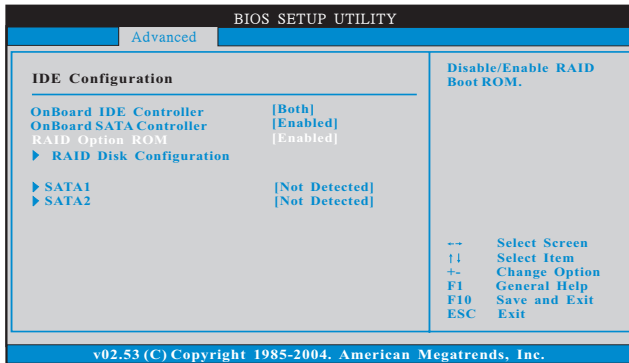 BIOS SETUP UTILITY
Advanced
IDE Configuration
OnBoard IDE Controller [Both]
OnBoard SATA Controller [Enabled]
RAID Option ROM [Enabled]
RAID Disk Configuration
SATA1 [Not Detected]
SATA2 [Not Detected]
Disable/Enable RAID
Boot ROM.
←→ Select Screen
↑↓ Select Item
+- Change Option
F1 General Help
F10 Save and Exit
ESC Exit
v02.53 (C) Copyright 1985-2004. American Megatrends, Inc.